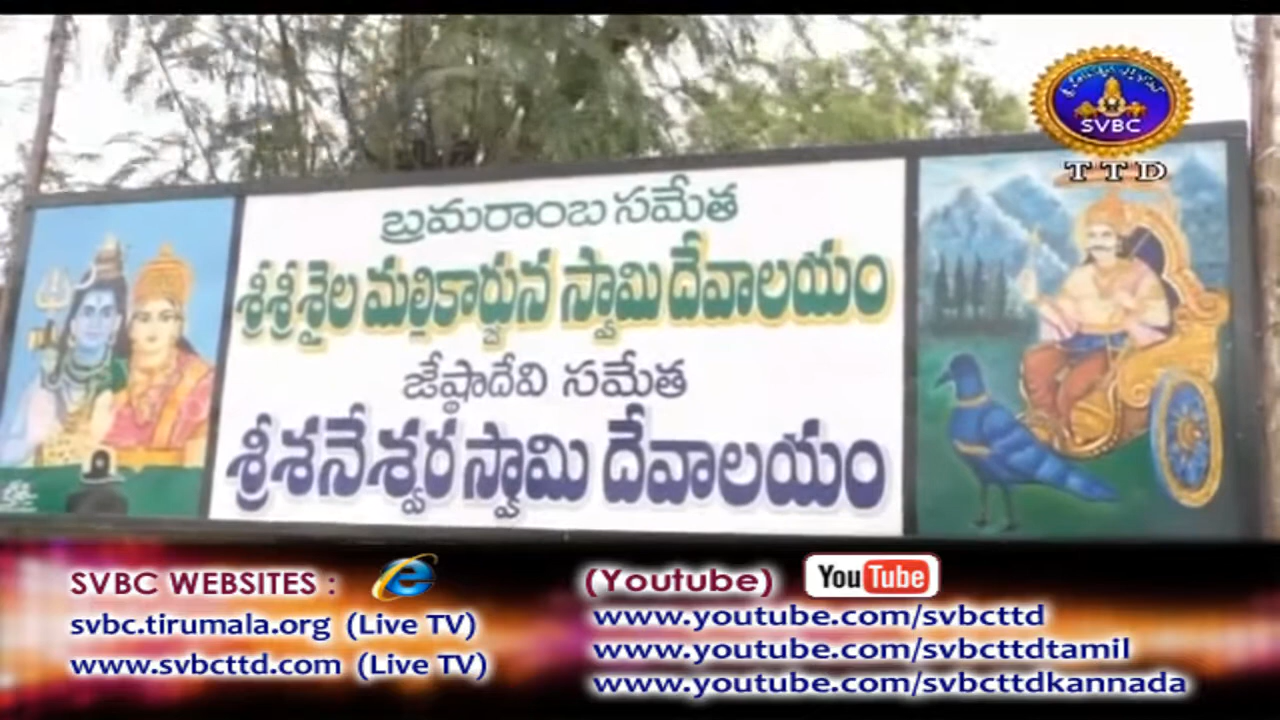 SVBC
TTD
బ్రమరాంబ సమేత
శ్రీశ్రీశైల మల్లికార్జున స్వామి దేవాలయం
జేష్ఠాదేవి సమేత
శ్రీ శనేశ్వర స్వామి దేవాలయం
SVBC WEBSITES :
svbc.tirumala.org (Live TV)
www.svbcttd.com (Live TV)
(Youtube) YouTube
www.youtube.com/svbcttd
www.youtube.com/svbcttdtamil
www.youtube.com/svbcttdkannada